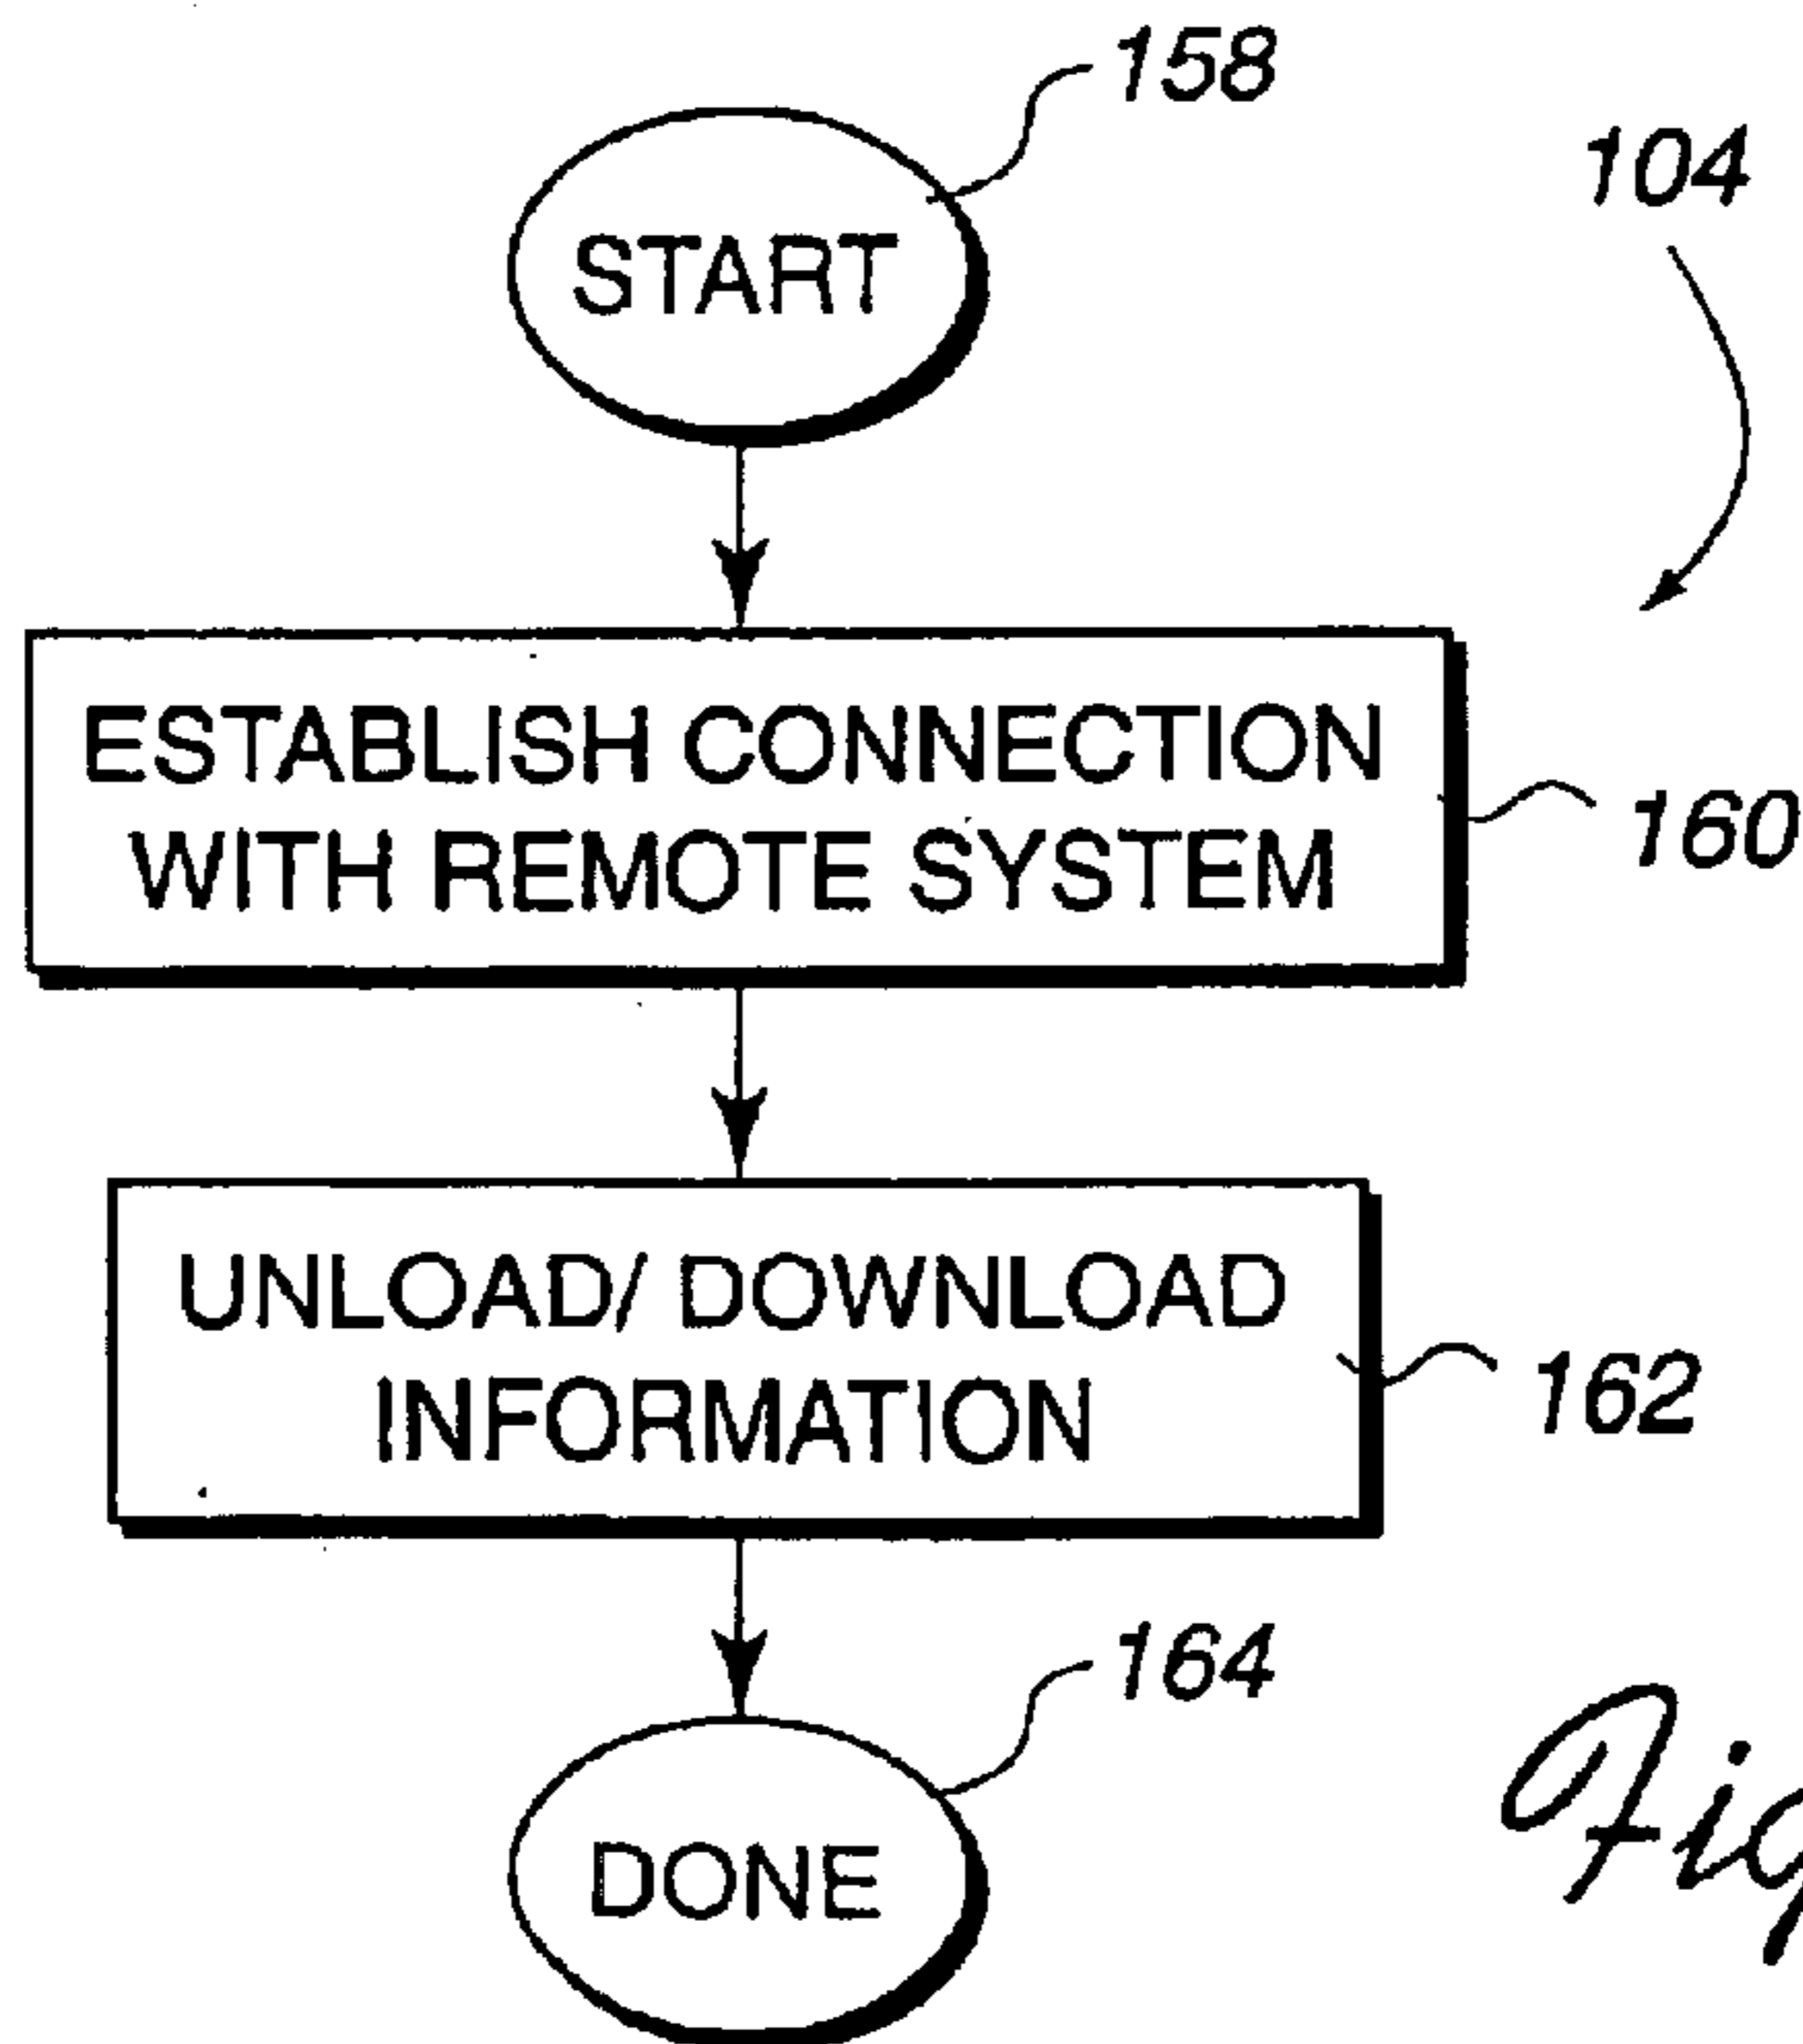 158
104
START
ESTABLISH CONNECTION
WITH REMOTE SYSTEM
160
UNLOAD/ DOWNLOAD
INFORMATION
162
164
DONE